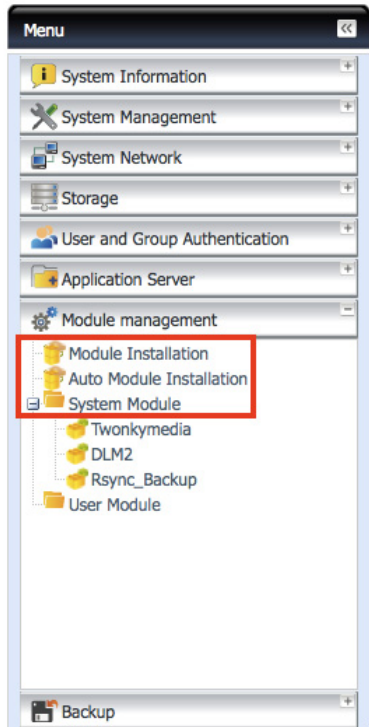 Menu
System Information
System Management
System Network
Storage
User and Group Authentication
Application Server
Module management
Module Installation
Auto Module Installation
System Module
Twonkymedia
DLM2
Rsync_Backup
User Module
Backup